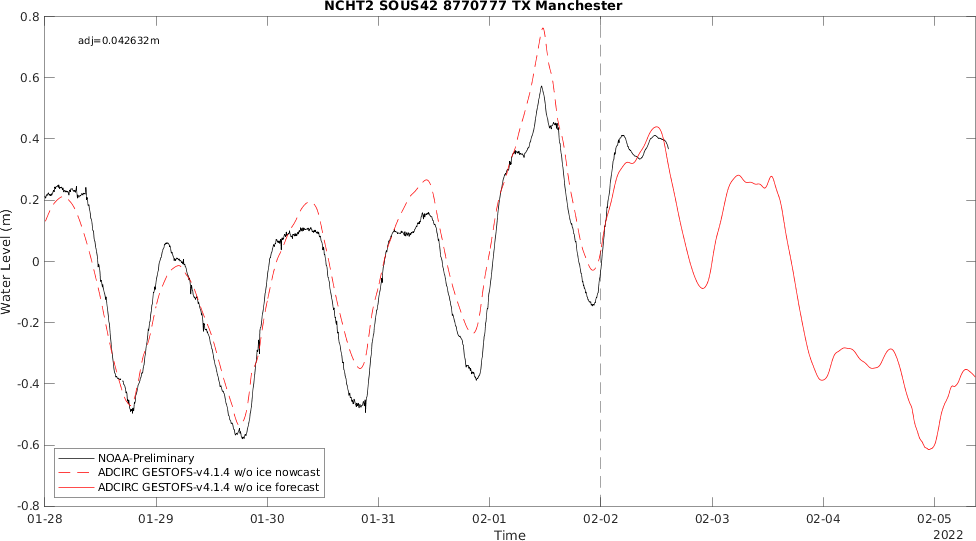 NCHT2 SOUS42 8770777 TX Manchester
adj=0.042632m
0.8
0.6
0.4
0.2
0
-0.2
-0.4
-0.6
-0.8
Water Level (m)
NOAA-Preliminary
ADCIRC GESTOFS-v4.1.4 w/o ice nowcast
ADCIRC GESTOFS-v4.1.4 w/o ice forecast
01-28 01-29 01-30 01-31 02-01 02-02 02-03 02-04 02-05
Time
2022